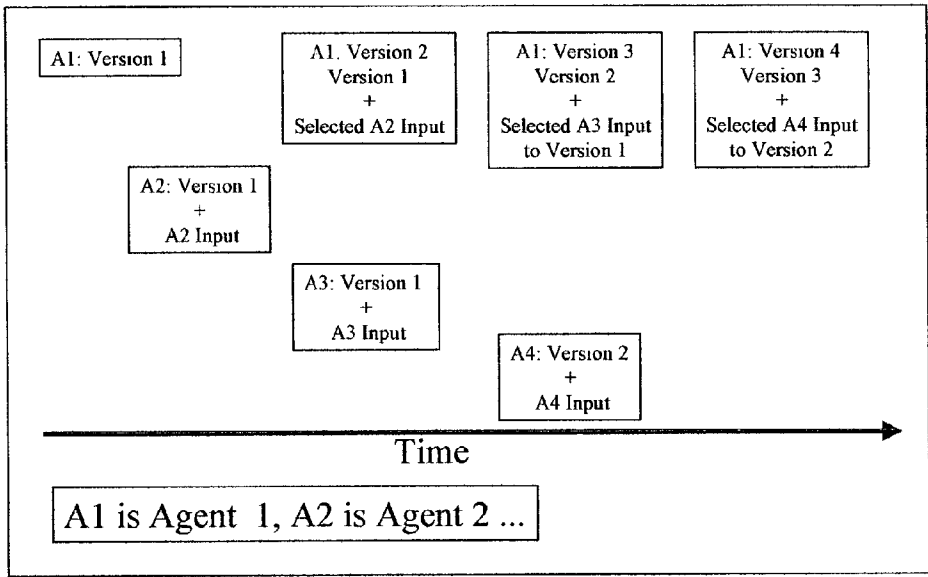 A1: Version 1
A1. Version 2
Version 1
+
Selected A2 Input
A1: Version 3
Version 2
+
Selected A3 Input
to Version 1
A1: Version 4
Version 3
+
Selected A4 Input
to Version 2
A2: Version 1
+
A2 Input
A3: Version 1
+
A3 Input
A4: Version 2
+
A4 Input
Time
A1 is Agent 1, A2 is Agent 2 ...